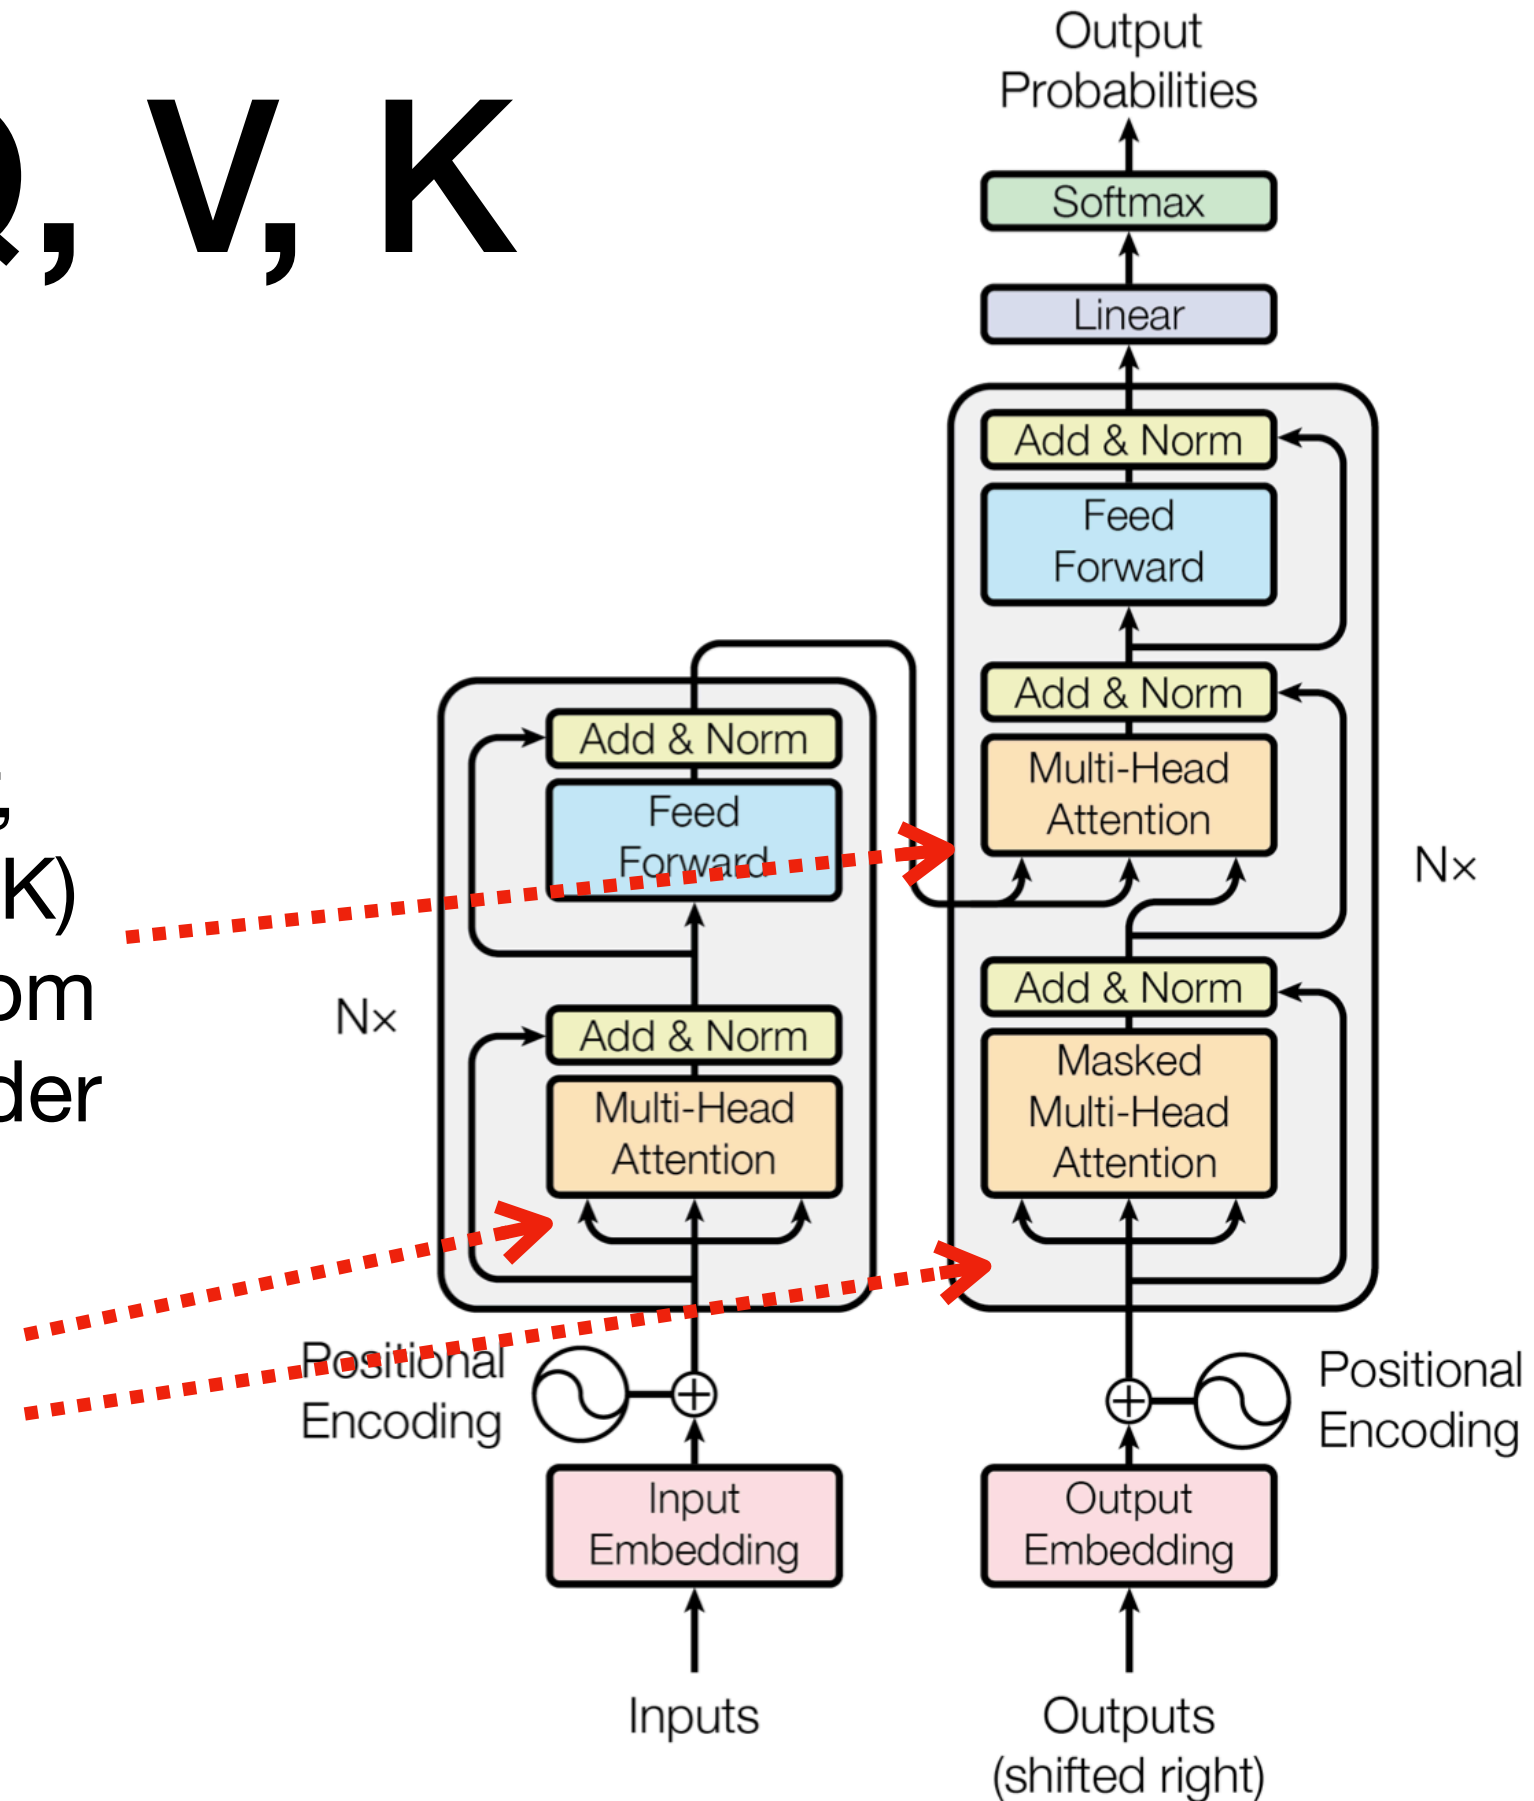 Q, V, K
K)
om
der
Output
Probabilities
Softmax
Linear
Add & Norm
Feed
Forward
Add & Norm
Multi-Head
Attention
Nx
Add & Norm
Masked
Multi-Head
Attention
Add & Norm
Feed
Forward
Nx
Add & Norm
Multi-Head
Attention
Positional
Encoding
Positional
Encoding
Input
Embedding
Output
Embedding
Inputs
Outputs
(shifted right)